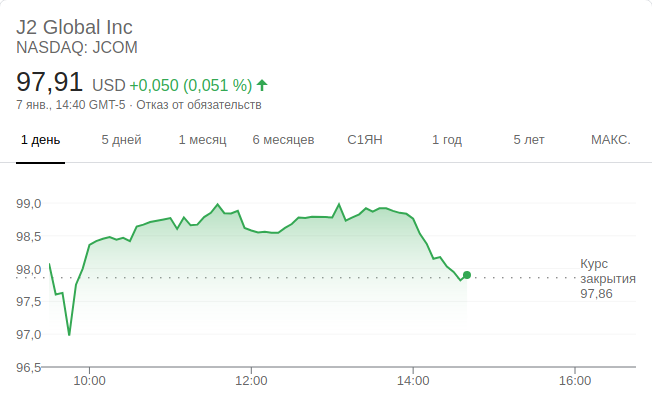 J2 Global Inc
NASDAQ: JCOM
97,91 USD +0,050 (0,051 %)
7 янв., 14:40 GMT-5 · Отказ от обязательств
1 день 5 дней 1 месяц 6 месяцев С1ЯН 1 год 5 лет МАКС.
99,0
98,5
98,0
97,5
97,0
96,5
Курс
закрытия
97,86
10:00 12:00 14:00 16:00